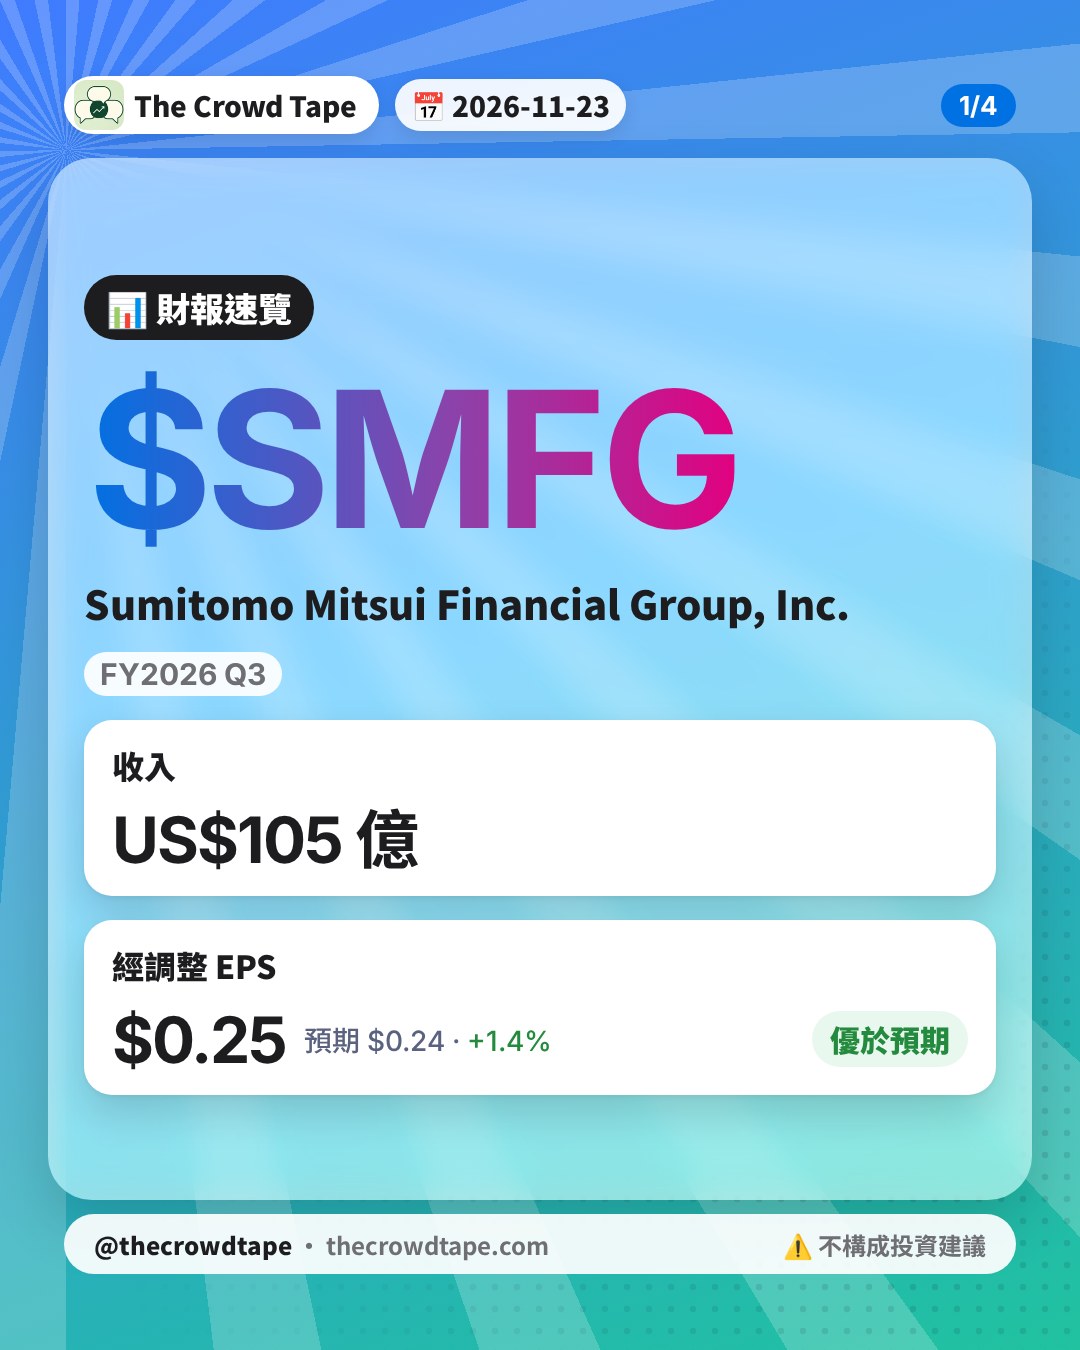 The Crowd Tape
📅 2026-11-23
1/4
📊 財報速覽
$SMFG
Sumitomo Mitsui Financial Group, Inc.
FY2026 Q3
收入
US$105 億
經調整 EPS
$0.25 預期 $0.24 · +1.4% 優於預期
@thecrowdtape • thecrowdtape.com
⚠️ 不構成投資建議